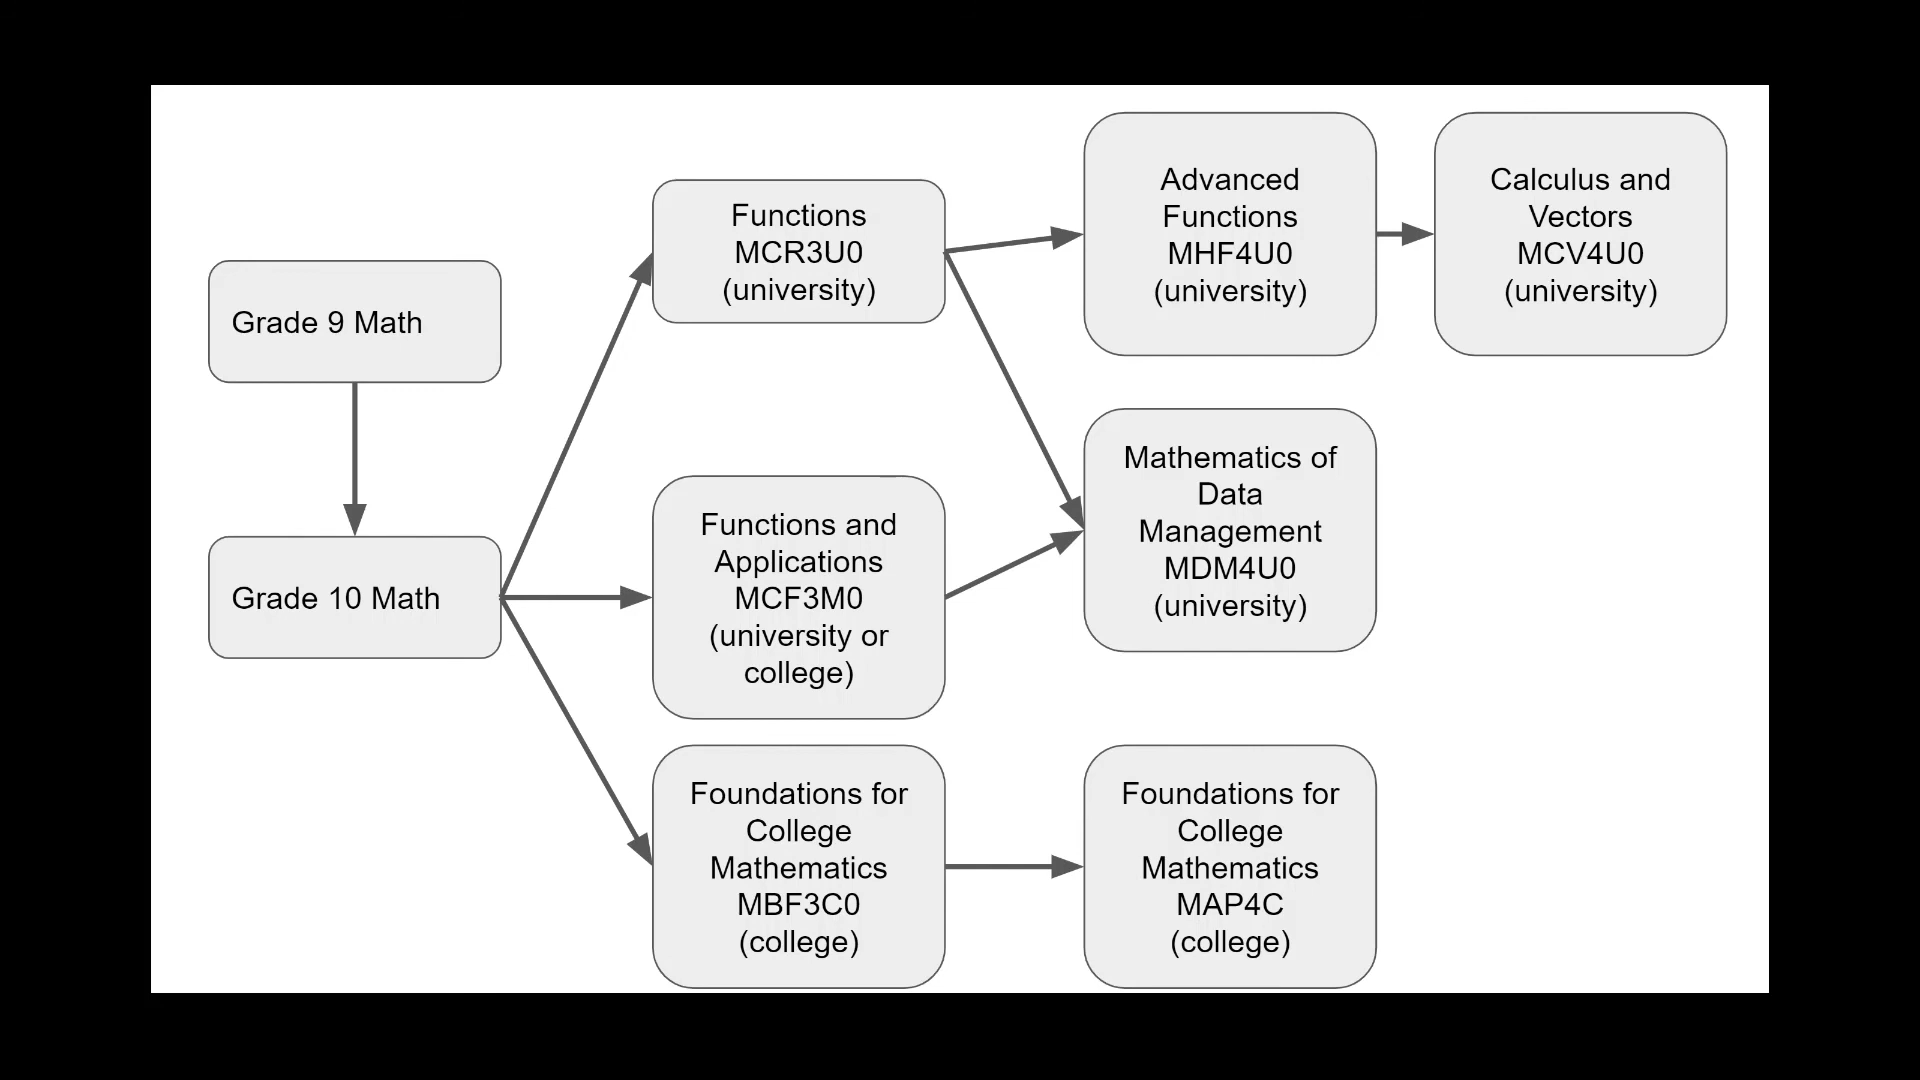 Grade 9 Math
Grade 10 Math
Functions
MCR3U0
(university)
Functions and
Applications
MCF3M0
(university or
college)
Foundations for
College
Mathematics
MBF3C0
(college)
Advanced
Functions
MHF4U0
(university)
Mathematics of
Data
Management
MDM4U0
(university)
Foundations for
College
Mathematics
MAP4C
(college)
Calculus and
Vectors
MCV4U0
(university)